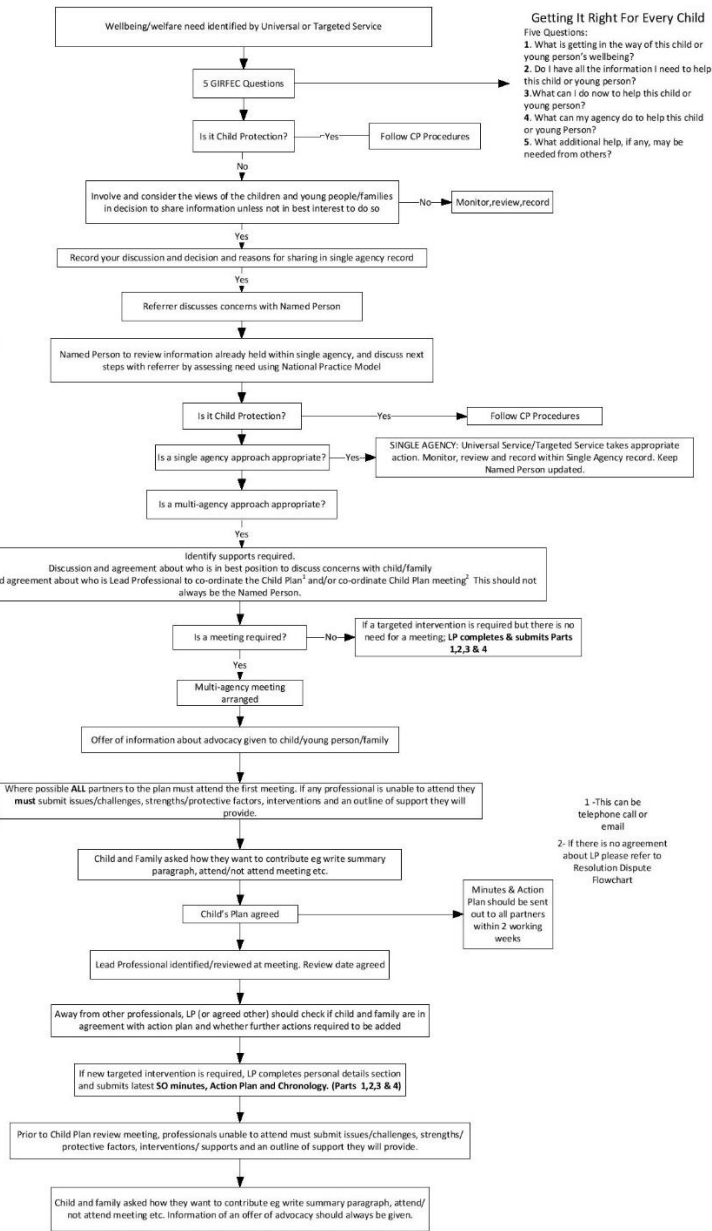 Wellbeing/welfare need identified by Universal or Targeted Service
Getting It Right For Every Child
Five Questions:
1. What is getting in the way of this child or
young person's wellbeing?
2. Do I have all the information I need to help
this child or young person?
3.What can I do now to help this child or
young person?
4. What can my agency do to help this child
or young Person?
5. What additional help, if any, may be
needed from others?
5 GIRFEC Questions
Is it Child Protection?
Yes
Follow CP Procedures
No
Involve and consider the views of the children and young people/families
in decision to share information unless not in best interest to do so
No
Monitor,review,record
Yes
Record your discussion and decision and reasons for sharing in single agency record
Yes
Referrer discusses concerns with Named Person
Named Person to review information already held within single agency, and discuss next
steps with referrer by assessing need using National Practice Model
Is it Child Protection?
Yes
Follow CP Procedures
Is a single agency approach appropriate?
Yes
SINGLE AGENCY: Universal Service/Targeted Service takes appropriate
action. Monitor, review and record within Single Agency record. Keep
Named Person updated.
Is a multi-agency approach appropriate?
Yes
Identify supports required.
Discussion and agreement about who is in best position to discuss concerns with child/family
d agreement about who is Lead Professional to co-ordinate the Child Plan1 and/or co-ordinate Child Plan meeting2 This should not
always be the Named Person.
Is a meeting required?
No
If a targeted intervention is required but there is no
need for a meeting; LP completes & submits Parts
1,2,3 & 4
Yes
Multi-agency meeting
arranged
Offer of information about advocacy given to child/young person/family
Where possible ALL partners to the plan must attend the first meeting. If any professional is unable to attend they
must submit issues/challenges, strengths/protective factors, interventions and an outline of support they will
provide.
1 -This can be
telephone call or
email
2- If there is no agreement
about LP please refer to
Resolution Dispute
Flowchart
Child and Family asked how they want to contribute eg write summary
paragraph, attend/not attend meeting etc.
Child's Plan agreed
Minutes & Action
Plan should be sent
out to all partners
within 2 working
weeks
Lead Professional identified/reviewed at meeting. Review date agreed
Away from other professionals, LP (or agreed other) should check if child and family are in
agreement with action plan and whether further actions required to be added
If new targeted intervention is required, LP completes personal details section
and submits latest SO minutes, Action Plan and Chronology. (Parts 1,2,3 & 4)
Prior to Child Plan review meeting, professionals unable to attend must submit issues/challenges, strengths/
protective factors, interventions/ supports and an outline of support they will provide.
Child and family asked how they want to contribute eg write summary paragraph, attend/
not attend meeting etc. Information of an offer of advocacy should always be given.